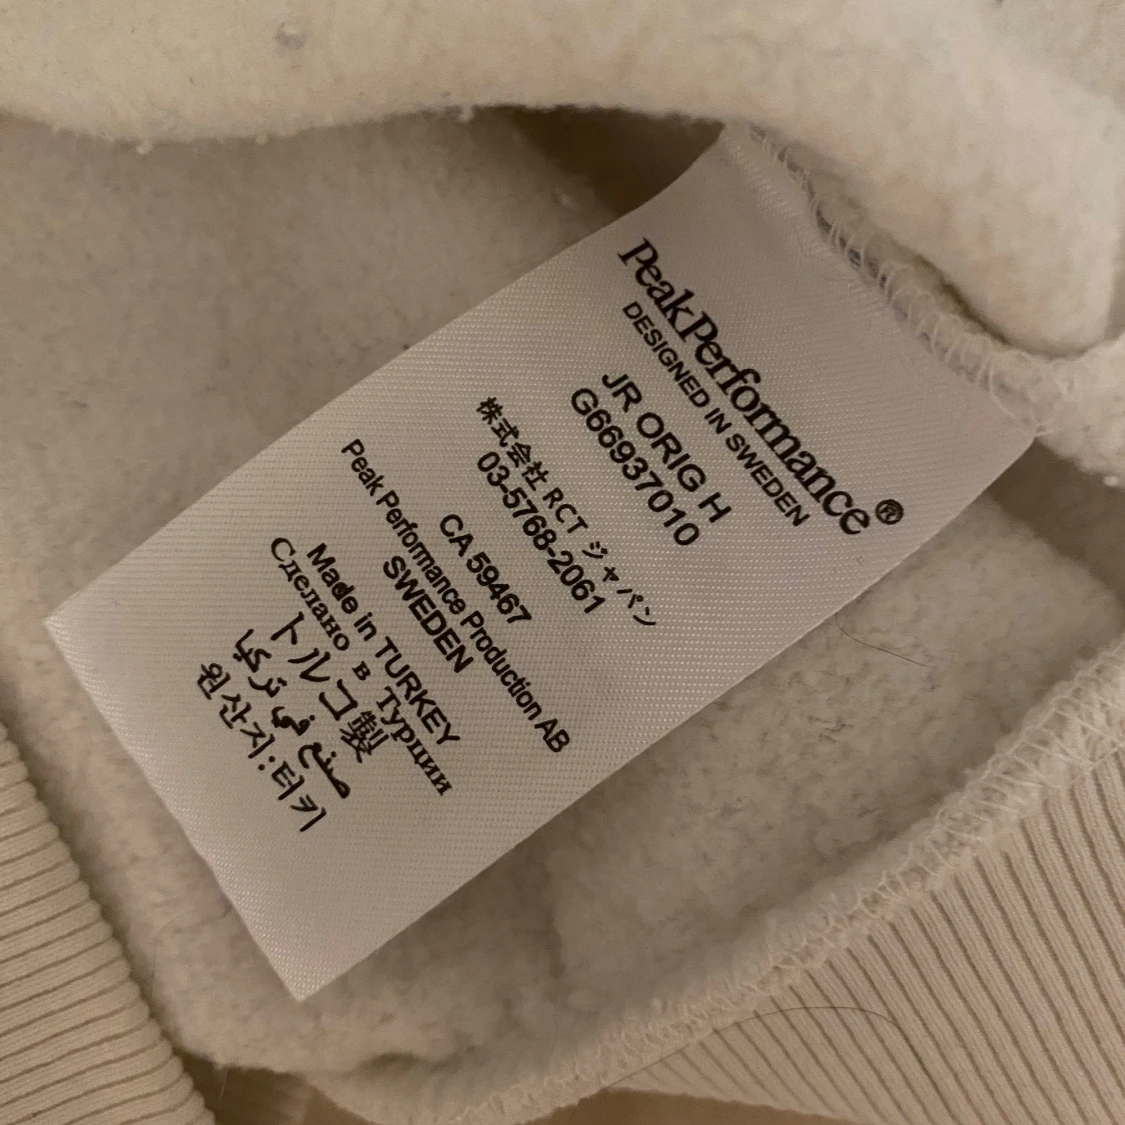 PeakPerformance®
DESIGNED IN SWEDEN
JR ORIG H
G66937010
株式会社 RCT ジャパン
03-5768-2061
CA 59467
Peak Performance Production AB
SWEDEN
Made in TURKEY
Сделано в Турции
トルコ製
صنع في تركيا
원산지:터키